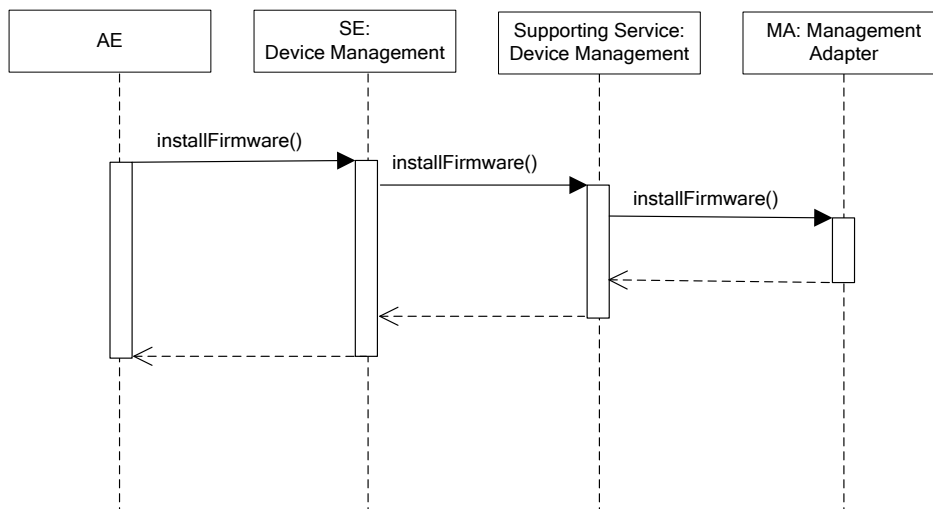 AE
SE:
Device Management
Supporting Service:
Device Management
MA: Management
Adapter
installFirmware()
installFirmware()
installFirmware()